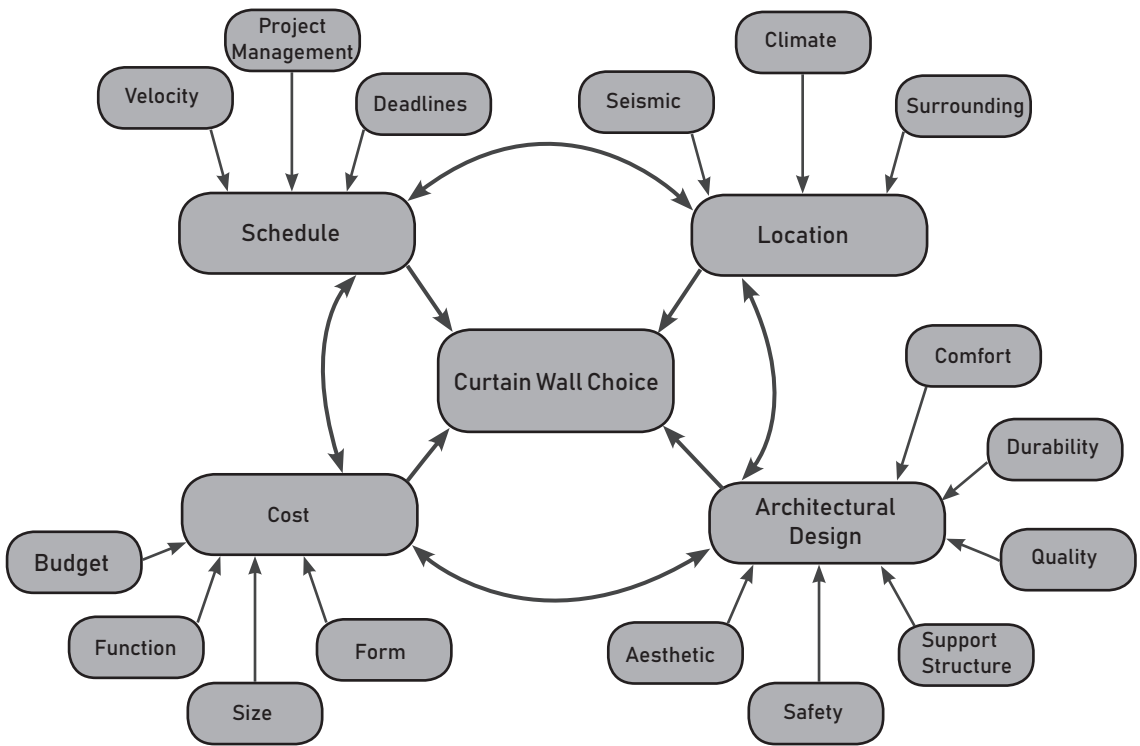 Project
Management
Climate
Velocity
Deadlines
Seismic
Surrounding
Schedule
Location
Curtain Wall Choice
Comfort
Durability
Cost
Architectural
Design
Budget
Quality
Function
Form
Aesthetic
Support
Structure
Size
Safety